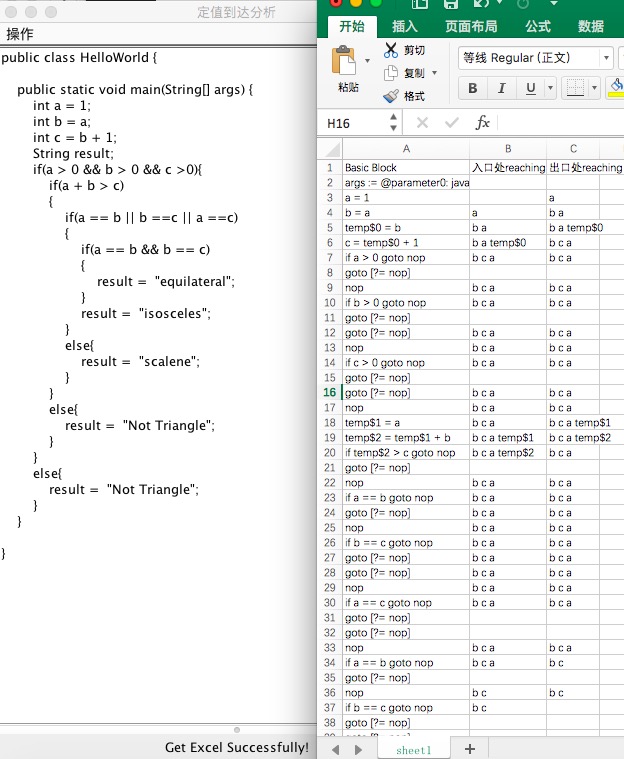 定值到达分析
操作
public class HelloWorld {
public static void main(String[] args) {
int a = 1;
int b = a;
int c = b + 1;
String result;
if(a > 0 && b > 0 && c >0){
if(a + b > c)
{
if(a == b || b ==c || a ==c)
{
if(a == b && b == c)
{
result = "equilateral";
}
result = "isosceles";
}
else{
result = "scalene";
}
}
else{
result = "Not Triangle";
}
}
else{
result = "Not Triangle";
}
}
}
Get Excel Successfully!
开始 插入 页面布局 公式 数据
粘贴
剪切
复制
格式
等线 Regular (正文)
B I U
H16 fx
A B C
1 Basic Block 入口处reaching 出口处reaching
2 args := @parameter0: java
3 a = 1 a
4 b = a a b a
5 temp$0 = b b a b a temp$0
6 c = temp$0 + 1 b a temp$0 b c a
7 if a > 0 goto nop b c a b c a
8 goto [?= nop]
9 nop b c a b c a
10 if b > 0 goto nop b c a b c a
11 goto [?= nop]
12 goto [?= nop] b c a b c a
13 nop b c a b c a
14 if c > 0 goto nop b c a b c a
15 goto [?= nop]
16 goto [?= nop] b c a b c a
17 nop b c a b c a
18 temp$1 = a b c a b c a temp$1
19 temp$2 = temp$1 + b b c a temp$1 b c a temp$2
20 if temp$2 > c goto nop b c a temp$2 b c a
21 goto [?= nop]
22 nop b c a b c a
23 if a == b goto nop b c a b c a
24 goto [?= nop] b c a b c a
25 nop b c a b c a
26 if b == c goto nop b c a b c a
27 goto [?= nop] b c a b c a
28 goto [?= nop] b c a b c a
29 nop b c a b c a
30 if a == c goto nop b c a b c a
31 goto [?= nop]
32 goto [?= nop]
33 nop b c a b c a
34 if a == b goto nop b c a b c
35 goto [?= nop]
36 nop b c b c
37 if b == c goto nop b c
38 goto [?= nop]
sheet1 +